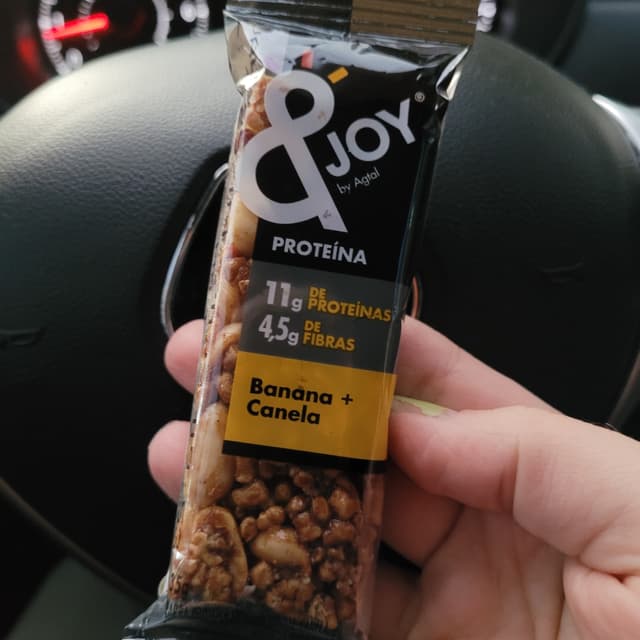 &JOY®
by Agtal
PROTEÍNA
11g DE PROTEÍNAS
4,5g DE FIBRAS
Banana +
Canela